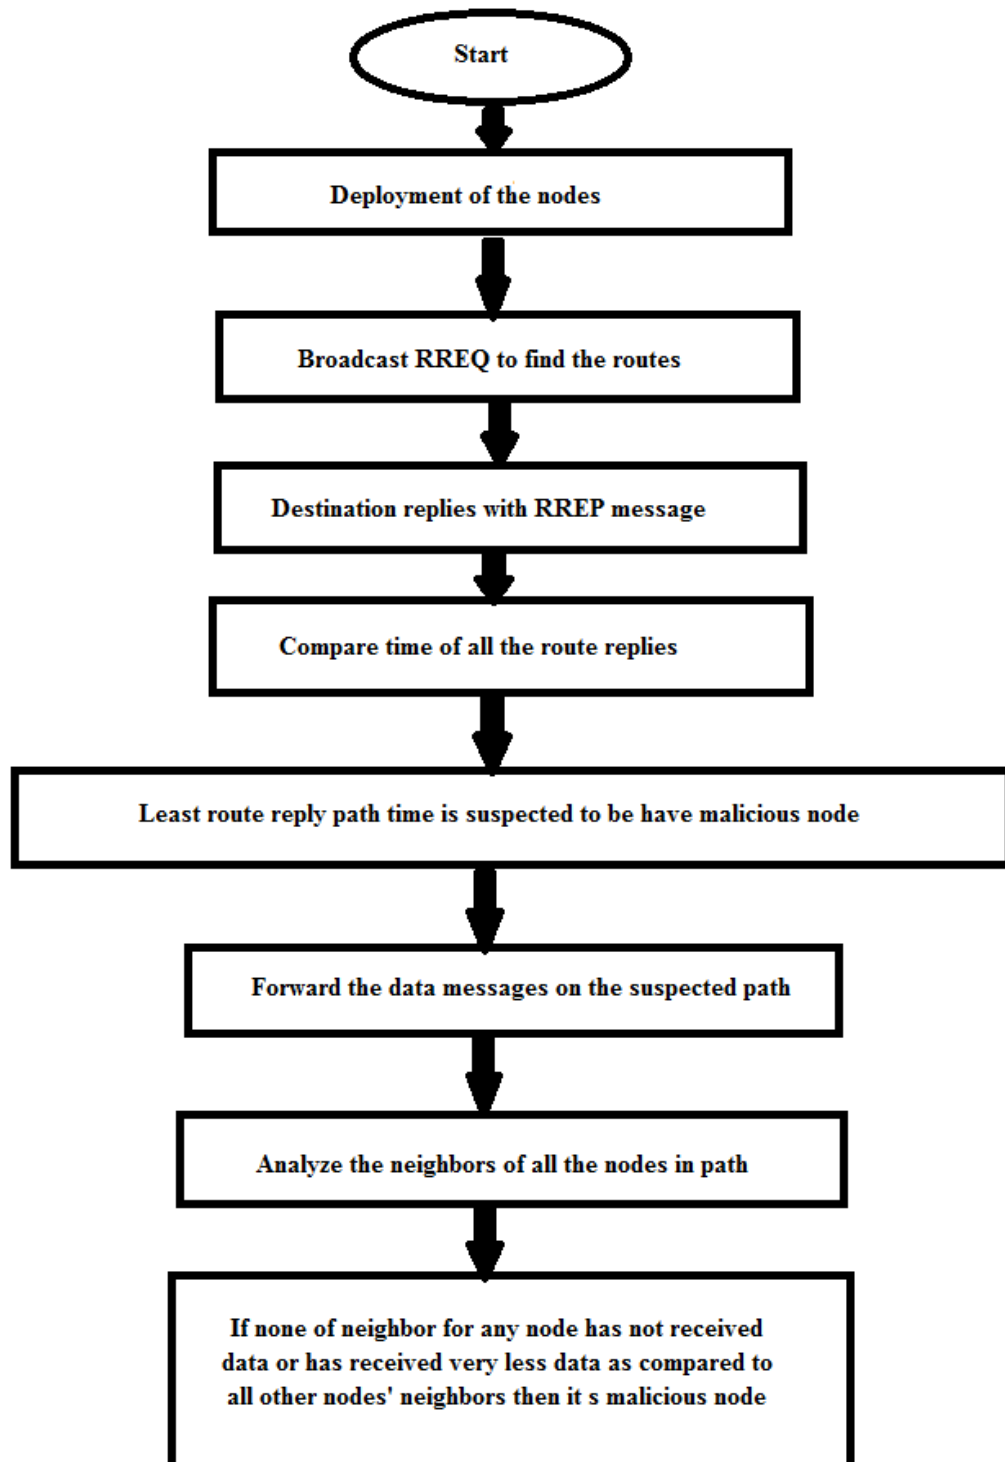 Start
Deployment of the nodes
Broadcast RREQ to find the routes
Destination replies with RREP message
Compare time of all the route replies
Least route reply path time is suspected to be have malicious node
Forward the data messages on the suspected path
Analyze the neighbors of all the nodes in path
If none of neighbor for any node has not received
data or has received very less data as compared to
all other nodes' neighbors then it s malicious node